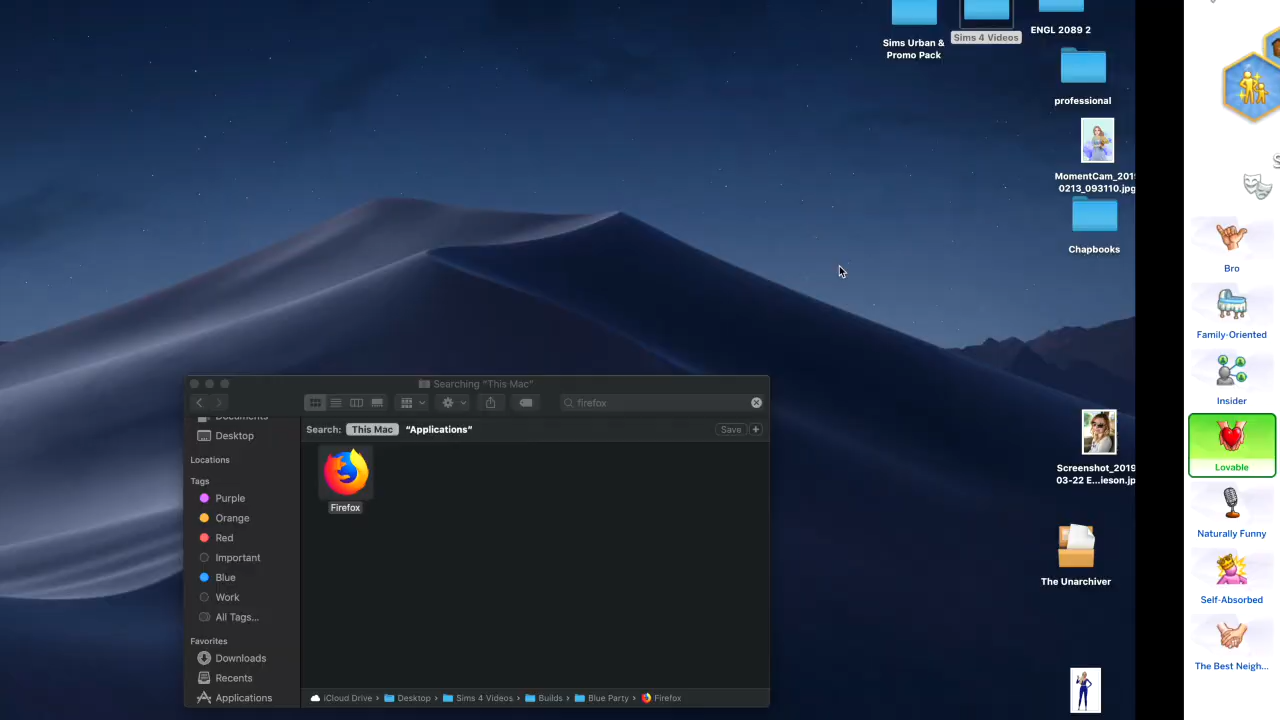 Sims Urban &
Promo Pack
Sims 4 Videos
ENGL 2089 2
professional
MomentCam_201
0213_093110.jpg
Chapbooks
Screenshot_2019
03-22 E...ieson.jp
The Unarchiver
Searching "This Mac"
firefox
Search:
This Mac
"Applications"
Save
+
Documents
Desktop
Locations
Tags
Purple
Orange
Red
Important
Blue
Work
All Tags...
Favorites
Downloads
Recents
Applications
Firefox
iCloud Drive › Desktop › Sims 4 Videos › Builds › Blue Party › Firefox
S
Bro
Family-Oriented
Insider
Lovable
Naturally Funny
Self-Absorbed
The Best Neigh...